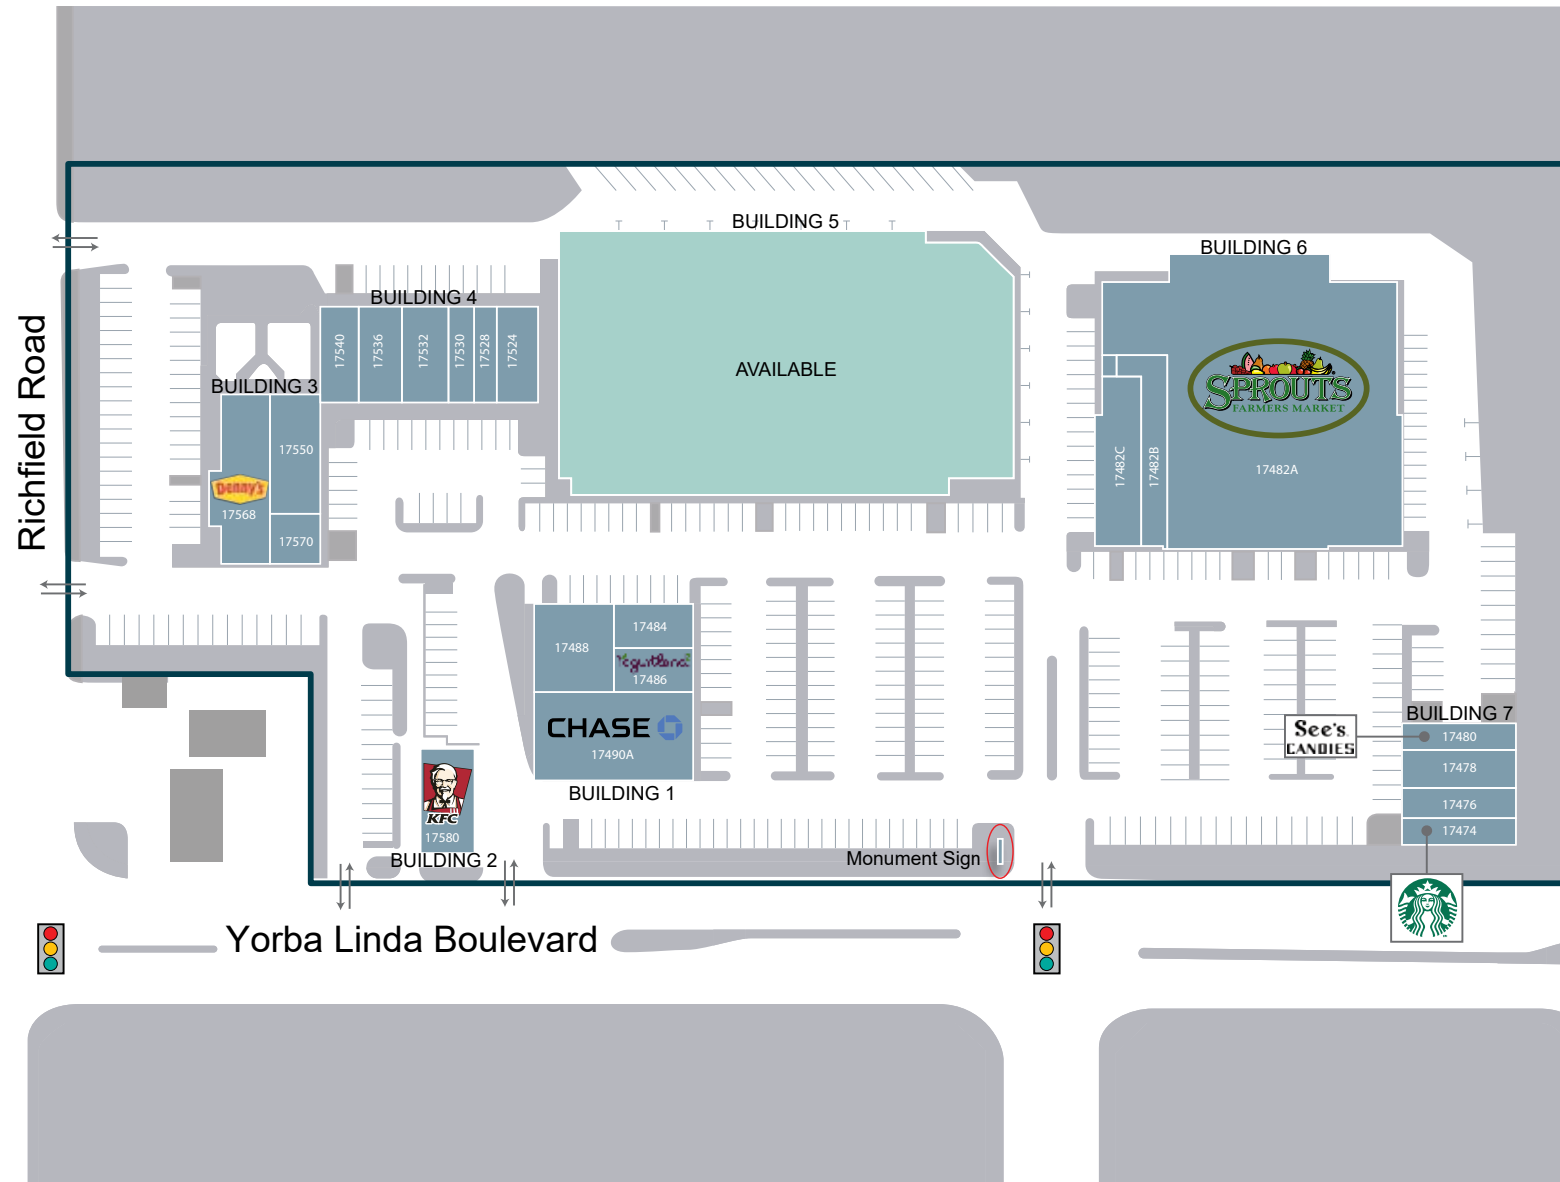 BUILDING 5
BUILDING 6
BUILDING 4
17540
17536
17532
17530
17528
17524
Richfield Road
BUILDING 3
17550
Denny's
17568
17570
AVAILABLE
SPROUTS
FARMERS MARKET
17482C
17482B
17482A
17488
17484
Yogurtland
17486
CHASE
17490A
BUILDING 1
KFC
17580
BUILDING 2
See's
CANDIES
BUILDING 7
17480
17478
17476
17474
Monument Sign
Yorba Linda Boulevard